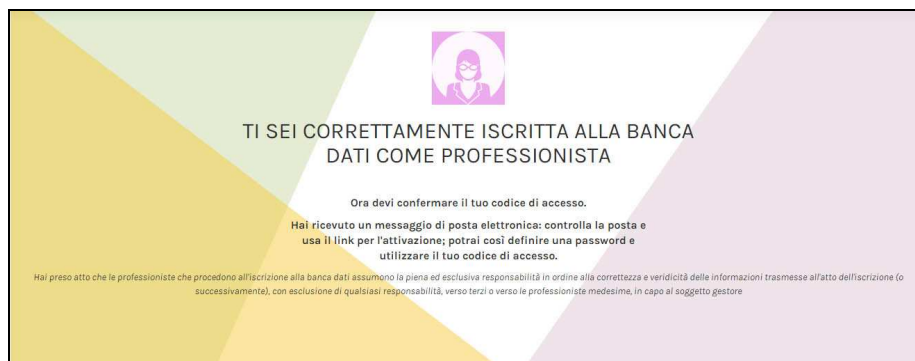 TI SEI CORRETTAMENTE ISCRITTA ALLA BANCA
DATI COME PROFESSIONISTA
Ora devi confermare il tuo codice di accesso.
Hai ricevuto un messaggio di posta elettronica: controlla la posta e
usa il link per l'attivazione; potrai così definire una password e
utilizzare il tuo codice di accesso.
Hai preso atto che le professioniste che procedono all'iscrizione alla banca dati assumono la piena ed esclusiva responsabilità in ordine alla correttezza e veridicità delle informazioni trasmesse all'atto dell'iscrizione (o
successivamente), con esclusione di qualsiasi responsabilità, verso terzi o verso le professioniste medesime, in capo al soggetto gestore